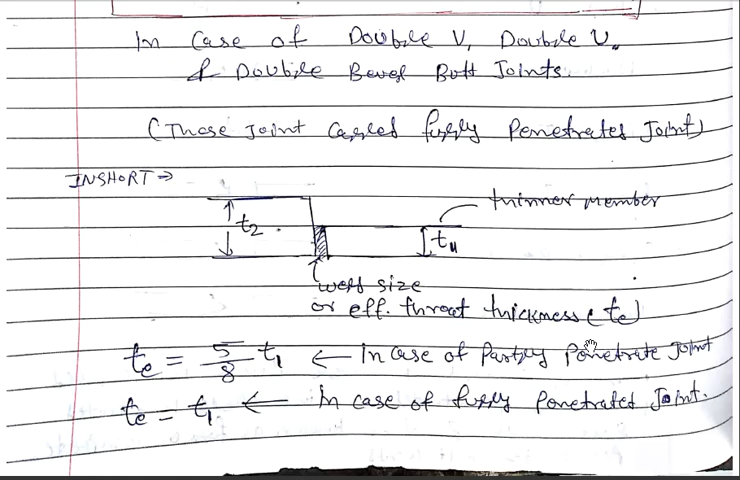 In Case of Double V, Double U.
& Double Bevel Butt Joints.
(Those Joint Called fully Penetrated Joint)
INSHORT →
thinner member
t2
t1
weld size
or eff. throat thickness (te)
te = 5/8 t1 ← In case of Partly Penetrate Joint
te = t1 ← In case of fully Penetrated Joint.